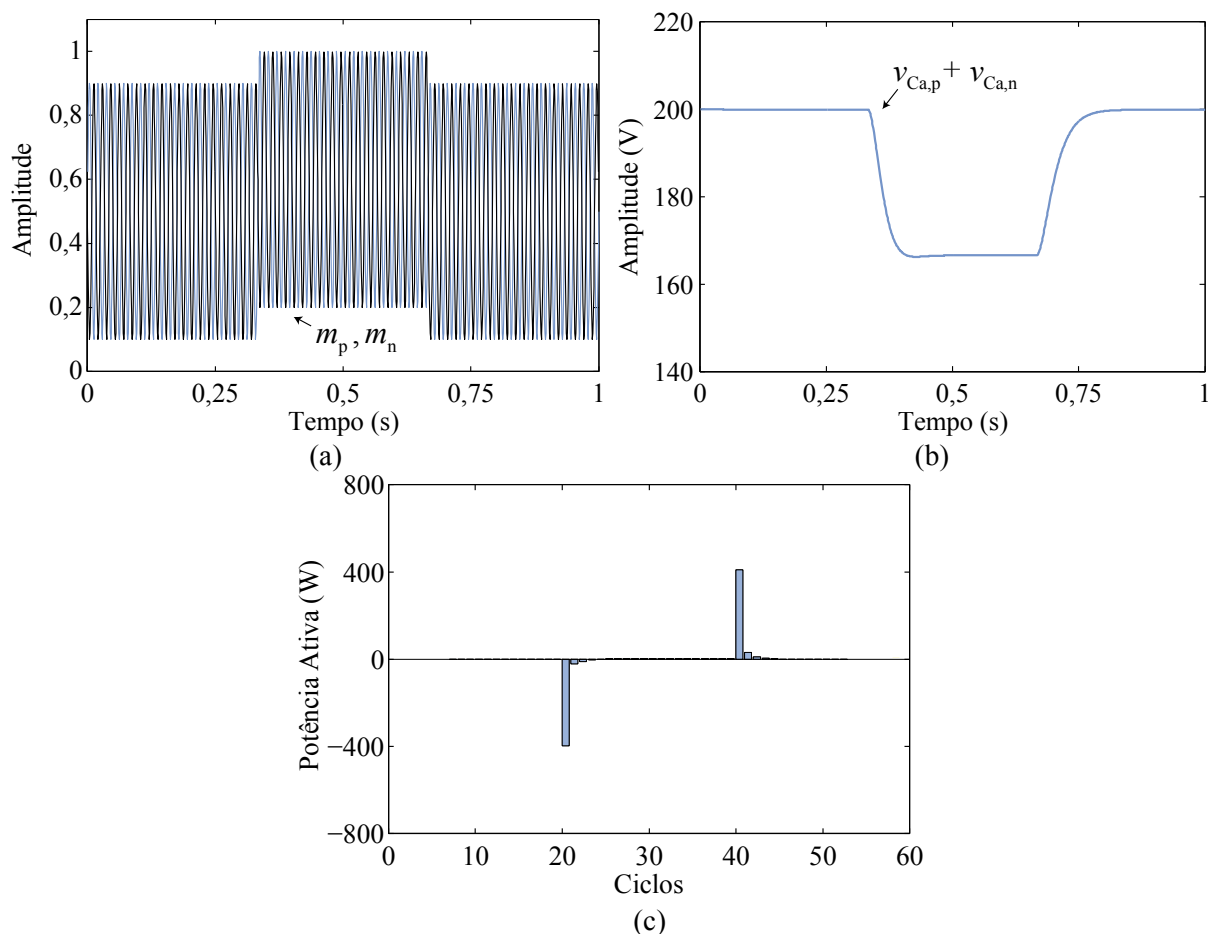 1
0,8
0,6
0,4
0,2
0
Amplitude
m_p, m_n
0 0,25 0,5 0,75 1
Tempo (s)
(a)
220
200
180
160
140
Amplitude (V)
v_Ca,p + v_Ca,n
0 0,25 0,5 0,75 1
Tempo (s)
(b)
800
400
0
−400
−800
Potência Ativa (W)
0 10 20 30 40 50 60
Ciclos
(c)